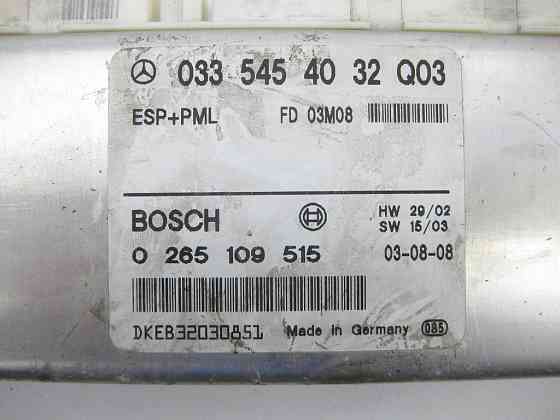 033 545 40 32 Q03
ESP+PML FD 03M08
BOSCH HW 29/02
SW 15/03
0 265 109 515 03-08-08
DKEB32030851 Made in Germany 085